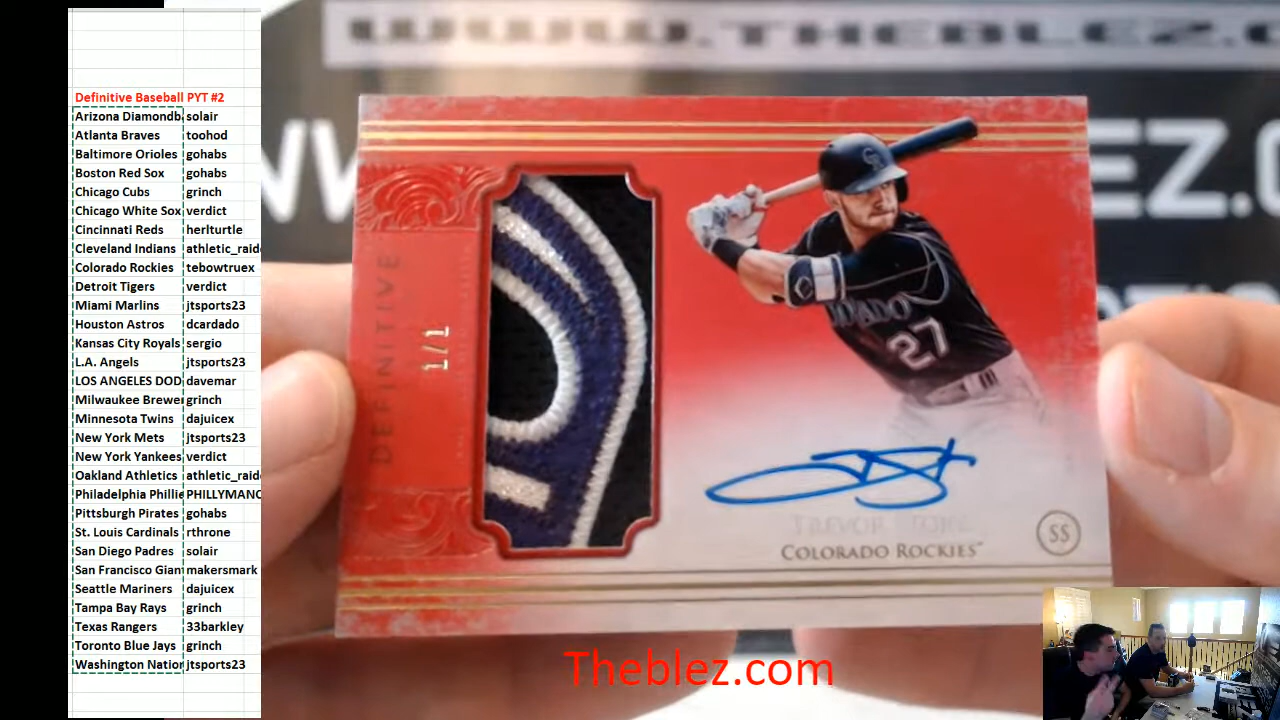 WWW.THEBLEZ.C
Definitive Baseball PYT #2
Arizona Diamondb solair
Atlanta Braves toohod
Baltimore Orioles gohabs
Boston Red Sox gohabs
Chicago Cubs grinch
Chicago White Sox verdict
Cincinnati Reds herlturtle
Cleveland Indians athletic_raide
Colorado Rockies tebowtruex
Detroit Tigers verdict
Miami Marlins jtsports23
Houston Astros dcardado
Kansas City Royals sergio
L.A. Angels jtsports23
LOS ANGELES DOD davemar
Milwaukee Brewe grinch
Minnesota Twins dajuicex
New York Mets jtsports23
New York Yankees verdict
Oakland Athletics athletic_raide
Philadelphia Phillie PHILLYMANC
Pittsburgh Pirates gohabs
St. Louis Cardinals rthrone
San Diego Padres solair
San Francisco Gian makersmark
Seattle Mariners dajuicex
Tampa Bay Rays grinch
Texas Rangers 33barkley
Toronto Blue Jays grinch
Washington Nation jtsports23
DEFINITIVE
1/1
27
TREVOR STORY
COLORADO ROCKIES
SS
Theblez.com